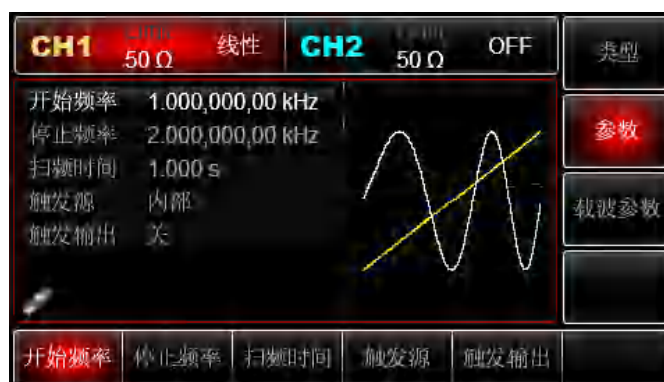 CH1 50 Ω 线性 CH2 50 Ω OFF
类型
开始频率 1.000,000,00 kHz
停止频率 2.000,000,00 kHz
参数
扫频时间 1.000 s
触发源 内部
载波参数
触发输出 关
开始频率 停止频率 扫频时间 触发源 触发输出